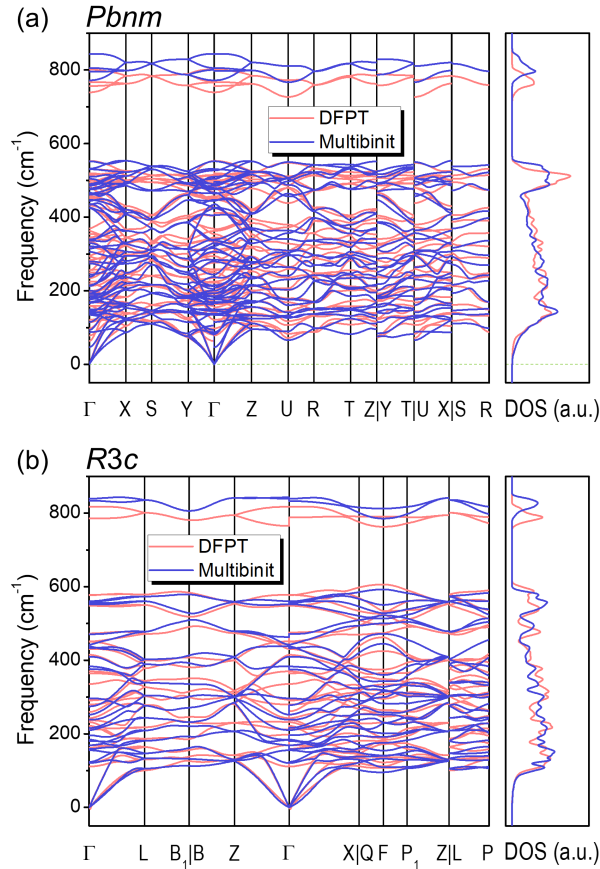 (a) Pbnm
800
600
400
200
0
Frequency (cm⁻¹)
DFPT
Multibinit
Γ X S Y Γ Z U R T Z|Y T|U X|S R
DOS (a.u.)
(b) R3c
800
600
400
200
0
Frequency (cm⁻¹)
DFPT
Multibinit
Γ L B₁|B Z Γ X|Q F P₁ Z|L P
DOS (a.u.)